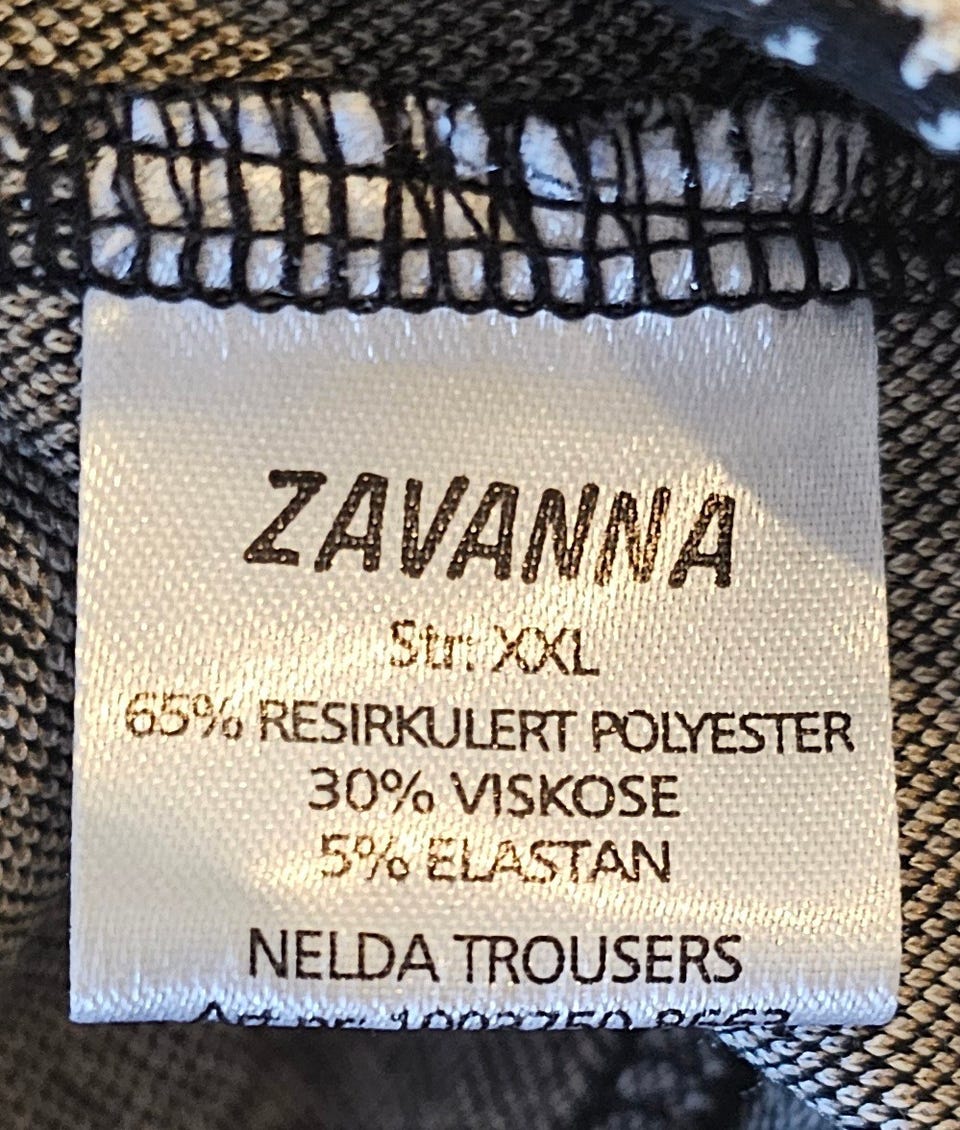 ZAVANNA
Str: XXL
65% RESIRKULERT POLYESTER
30% VISKOSE
5% ELASTAN
NELDA TROUSERS